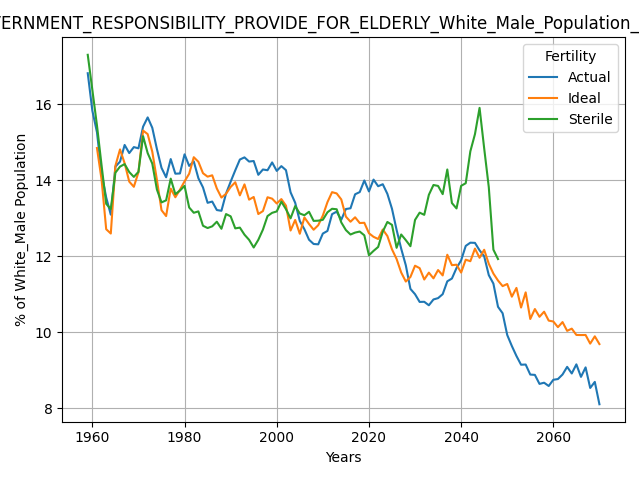 VERNMENT_RESPONSIBILITY_PROVIDE_FOR_ELDERLY_White_Male_Population_
Fertility
Actual
Ideal
Sterile
% of White_Male Population
16
14
12
10
8
1960
1980
2000
2020
2040
2060
Years